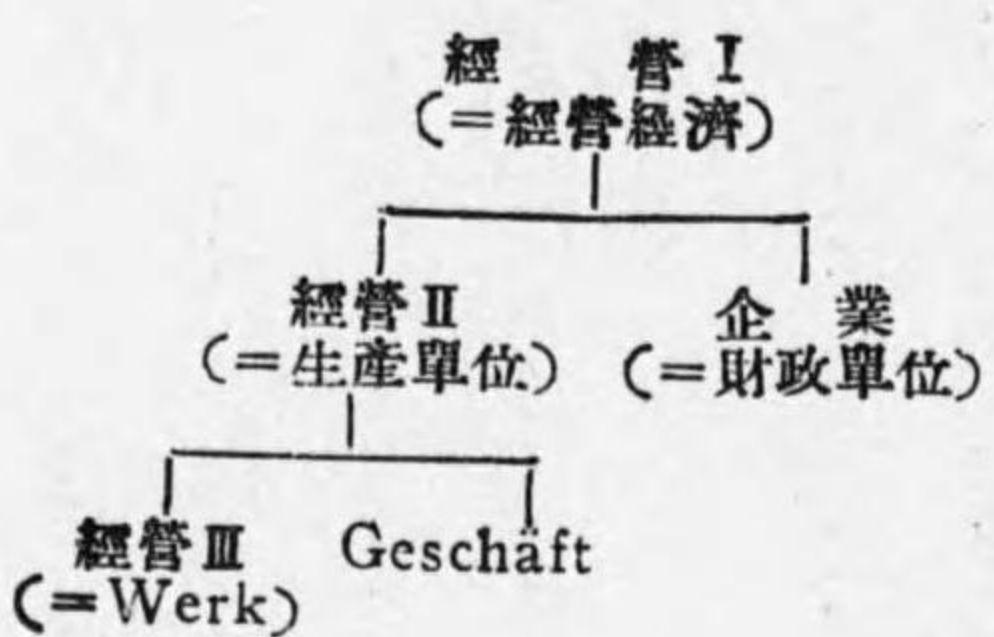 經營 I
(=經營經濟)
經營 II
(=生産單位)
企業
(=財政單位)
經營 III
(=Werk)
Geschäft